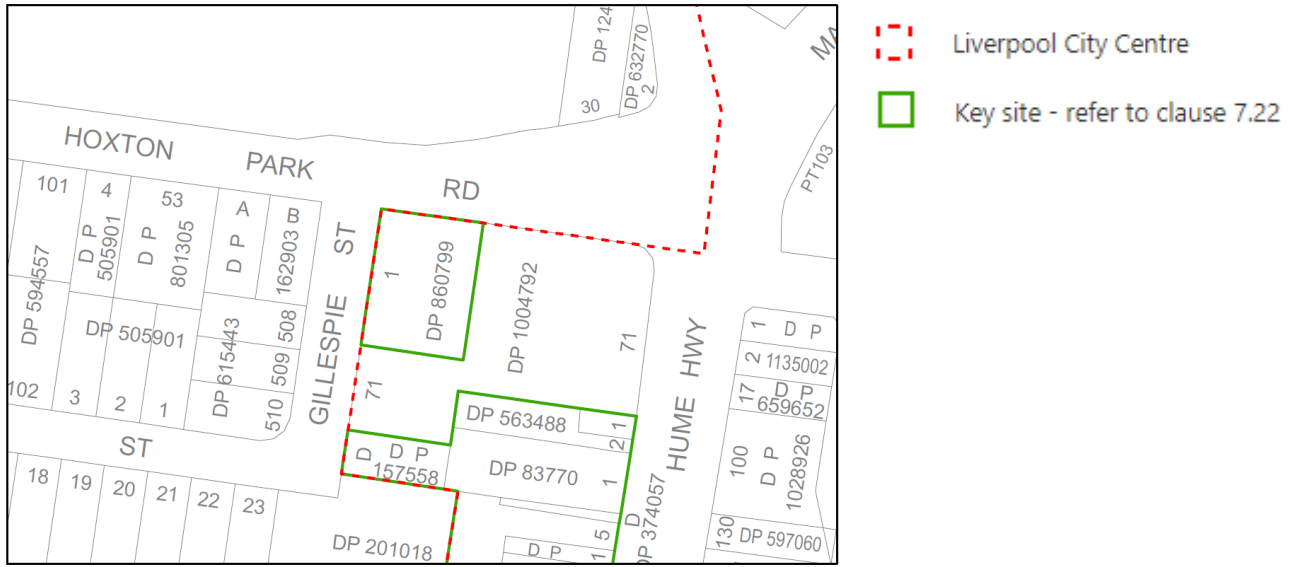 Liverpool City Centre
Key site - refer to clause 7.22
DP 124
30
DP 632770
2
MA
PT103
HOXTON PARK RD
101
4
53
A
B
D P
505901
D P
801305
D P
162903
DP 594557
DP 505901
DP 615443
508
509
510
102
3
2
1
GILLESPIE ST
1
DP 860799
DP 1004792
71
71
HUME HWY
DP 563488
1
2
D
D P
157558
DP 83770
1
D
DP 374057
5
D P
1
DP 201018
ST
18
19
20
21
22
23
1
D P
2
1135002
17
D P
659652
100
D P
1028926
130
DP 597060